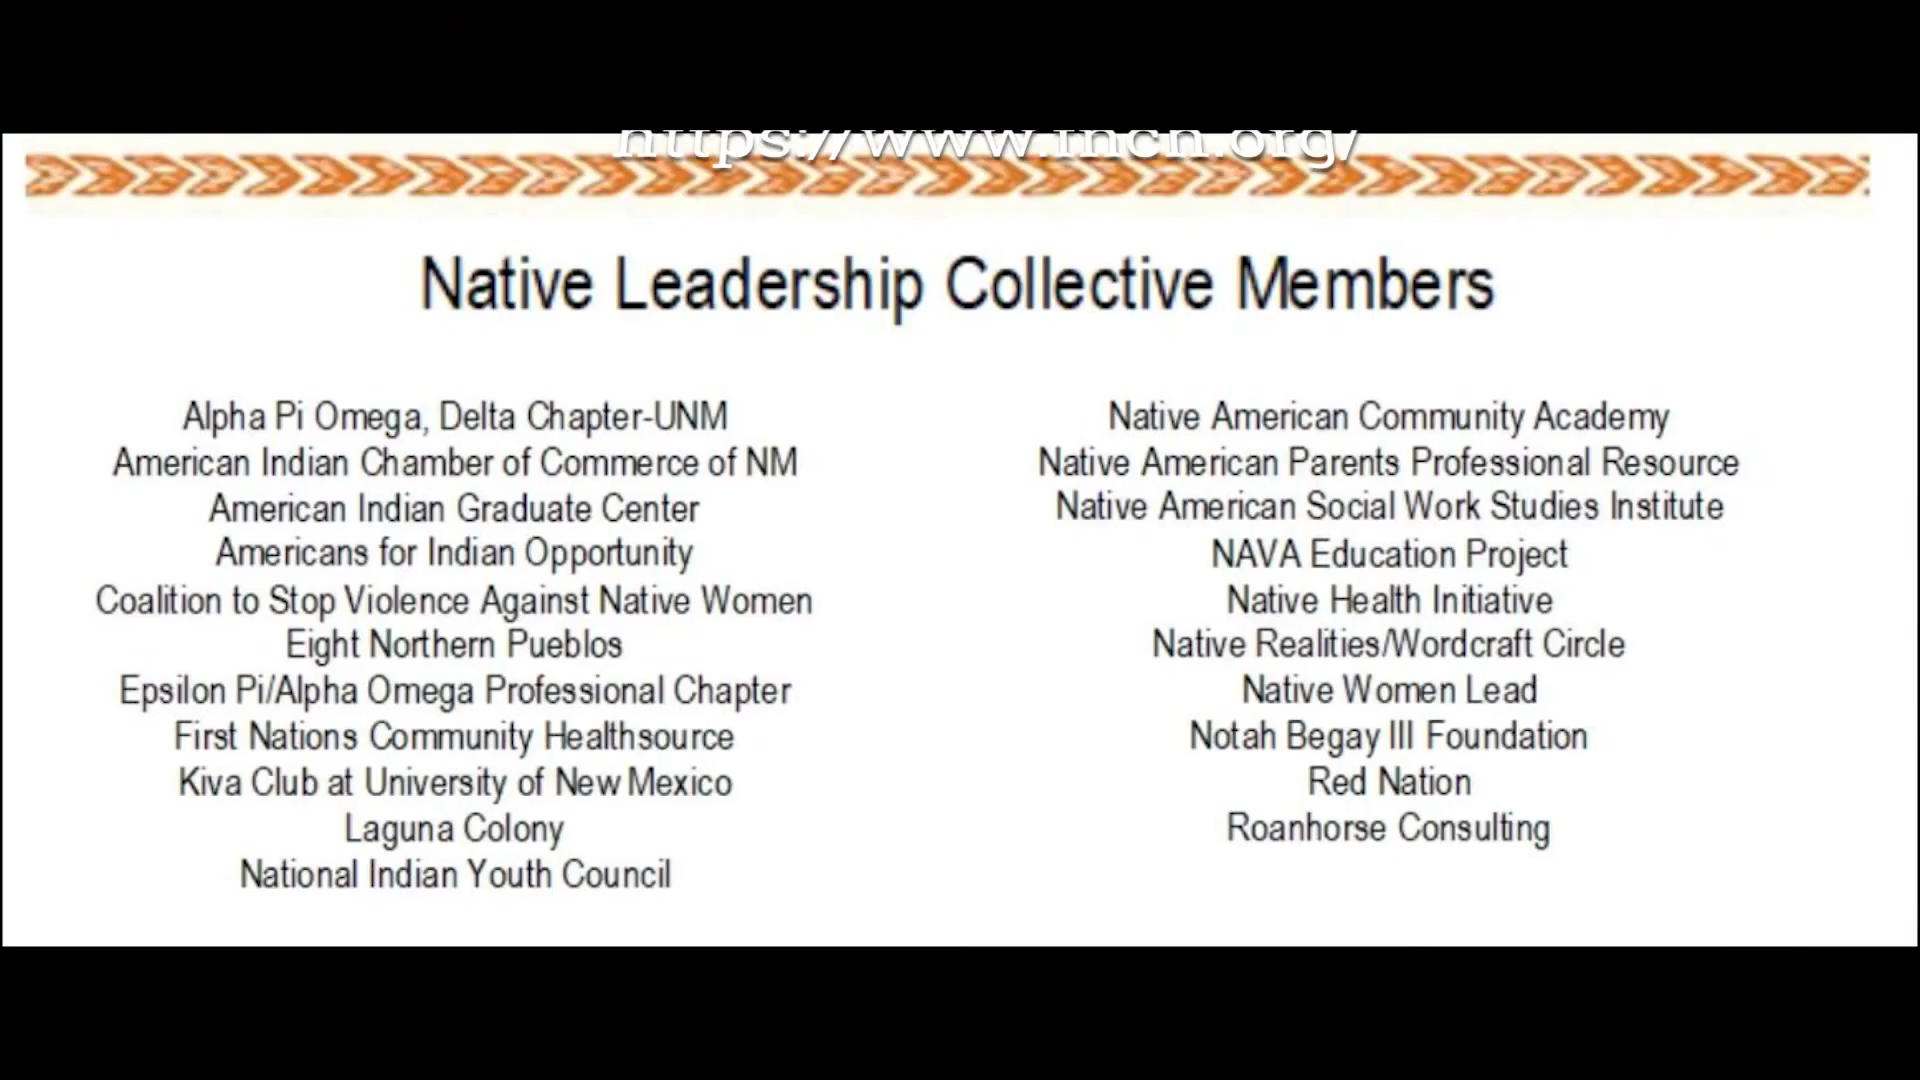 https://www.fncn.org/
Native Leadership Collective Members
Alpha Pi Omega, Delta Chapter-UNM
American Indian Chamber of Commerce of NM
American Indian Graduate Center
Americans for Indian Opportunity
Coalition to Stop Violence Against Native Women
Eight Northern Pueblos
Epsilon Pi/Alpha Omega Professional Chapter
First Nations Community Healthsource
Kiva Club at University of New Mexico
Laguna Colony
National Indian Youth Council
Native American Community Academy
Native American Parents Professional Resource
Native American Social Work Studies Institute
NAVA Education Project
Native Health Initiative
Native Realities/Wordcraft Circle
Native Women Lead
Notah Begay III Foundation
Red Nation
Roanhorse Consulting